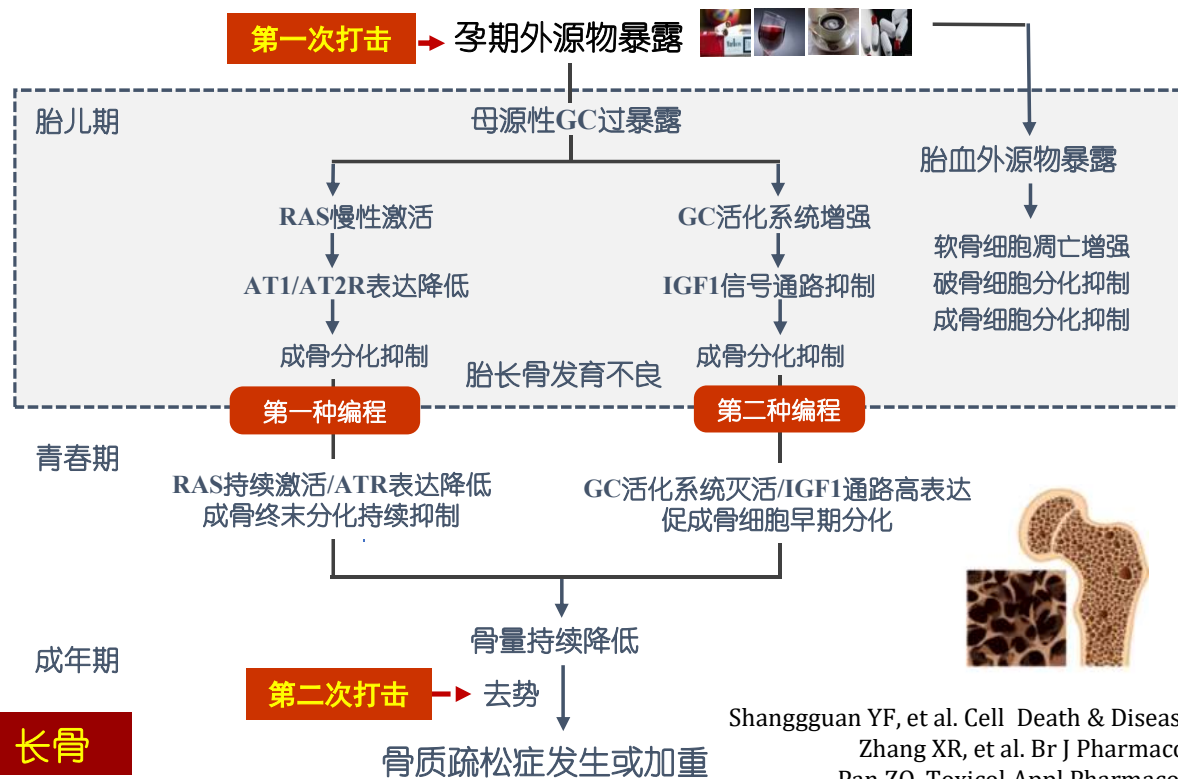 第一次打击
孕期外源物暴露
胎儿期
母源性GC过暴露
胎血外源物暴露
RAS慢性激活
GC活化系统增强
软骨细胞凋亡增强
破骨细胞分化抑制
成骨细胞分化抑制
AT1/AT2R表达降低
IGF1信号通路抑制
成骨分化抑制
成骨分化抑制
胎长骨发育不良
第一种编程
第二种编程
青春期
RAS持续激活/ATR表达降低
成骨终末分化持续抑制
GC活化系统灭活/IGF1通路高表达
促成骨细胞早期分化
骨量持续降低
成年期
第二次打击
去势
骨质疏松症发生或加重
长骨
Shanggguan YF, et al. Cell Death & Disease
Zhang XR, et al. Br J Pharmaco